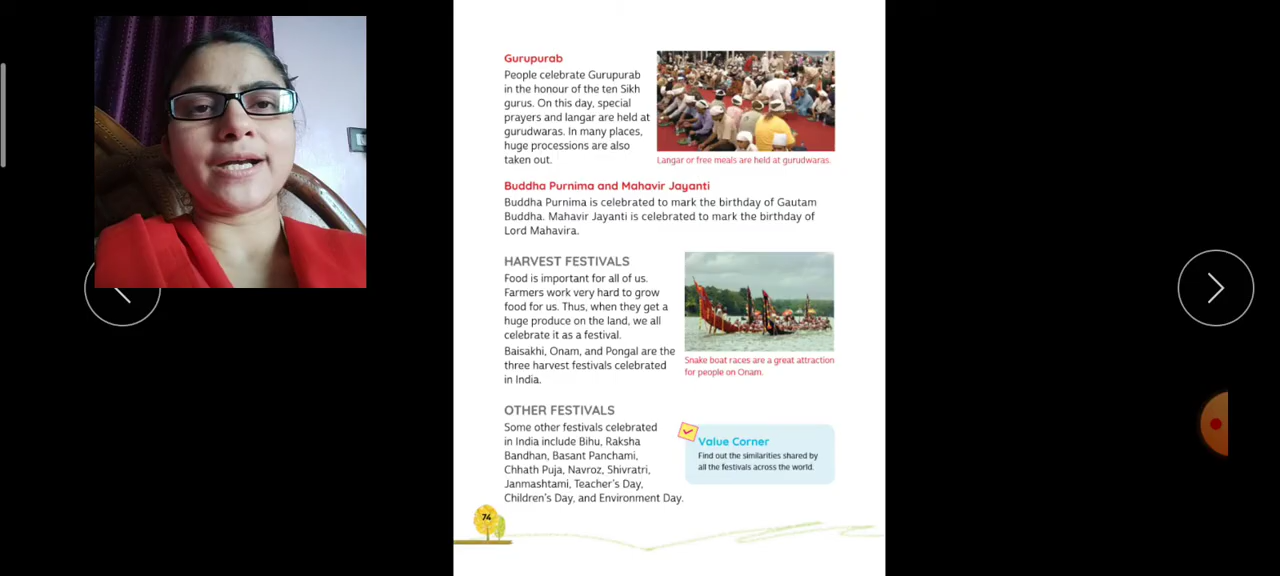 Gurupurab
People celebrate Gurupurab
in the honour of the ten Sikh
gurus. On this day, special
prayers and langar are held at
gurudwaras. In many places,
huge processions are also
taken out.
Langar or free meals are held at gurudwaras.
Buddha Purnima and Mahavir Jayanti
Buddha Purnima is celebrated to mark the birthday of Gautam
Buddha. Mahavir Jayanti is celebrated to mark the birthday of
Lord Mahavira.
HARVEST FESTIVALS
Food is important for all of us.
Farmers work very hard to grow
food for us. Thus, when they get a
huge produce on the land, we all
celebrate it as a festival.
Baisakhi, Onam, and Pongal are the
three harvest festivals celebrated
in India.
Snake boat races are a great attraction
for people on Onam.
OTHER FESTIVALS
Some other festivals celebrated
in India include Bihu, Raksha
Bandhan, Basant Panchami,
Chhath Puja, Navroz, Shivratri,
Janmashtami, Teacher's Day,
Children's Day, and Environment Day.
Value Corner
Find out the similarities shared by
all the festivals across the world.
74